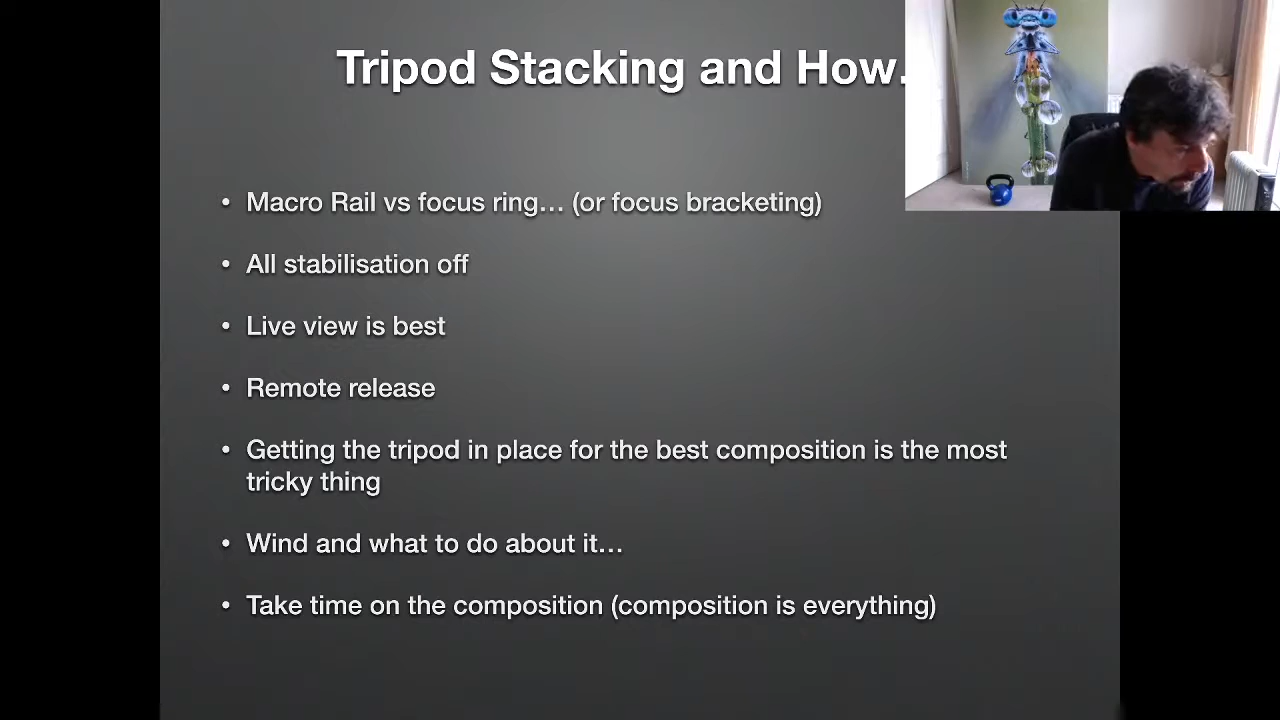 Tripod Stacking and How.
• Macro Rail vs focus ring… (or focus bracketing)
• All stabilisation off
• Live view is best
• Remote release
• Getting the tripod in place for the best composition is the most
tricky thing
• Wind and what to do about it…
• Take time on the composition (composition is everything)